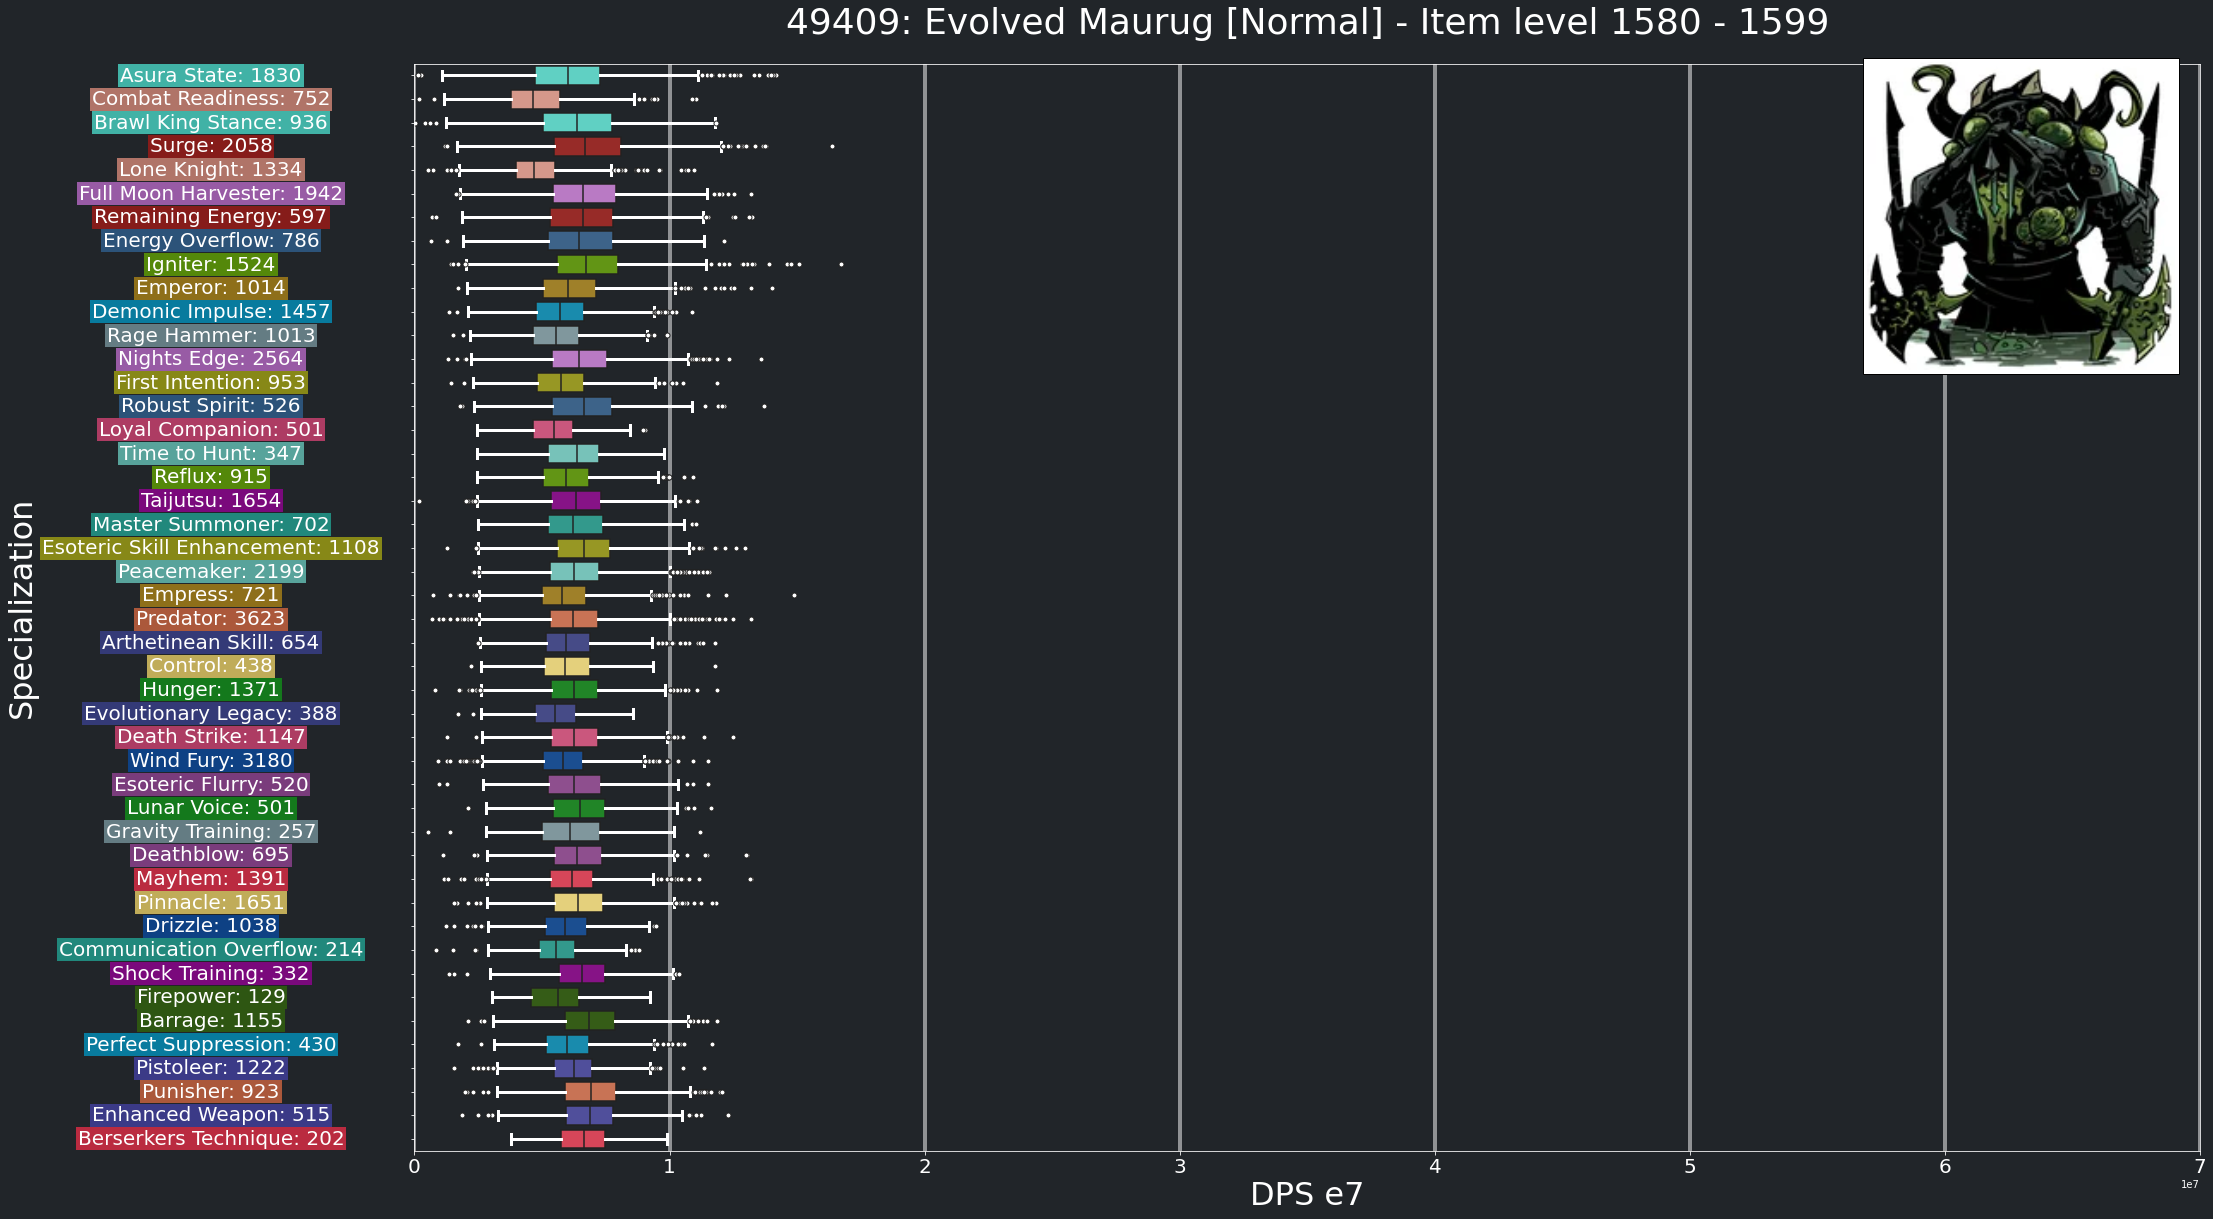 49409: Evolved Maurug [Normal] - Item level 1580 - 1599
Specialization
Asura State: 1830
Combat Readiness: 752
Brawl King Stance: 936
Surge: 2058
Lone Knight: 1334
Full Moon Harvester: 1942
Remaining Energy: 597
Energy Overflow: 786
Igniter: 1524
Emperor: 1014
Demonic Impulse: 1457
Rage Hammer: 1013
Nights Edge: 2564
First Intention: 953
Robust Spirit: 526
Loyal Companion: 501
Time to Hunt: 347
Reflux: 915
Taijutsu: 1654
Master Summoner: 702
Esoteric Skill Enhancement: 1108
Peacemaker: 2199
Empress: 721
Predator: 3623
Arthetinean Skill: 654
Control: 438
Hunger: 1371
Evolutionary Legacy: 388
Death Strike: 1147
Wind Fury: 3180
Esoteric Flurry: 520
Lunar Voice: 501
Gravity Training: 257
Deathblow: 695
Mayhem: 1391
Pinnacle: 1651
Drizzle: 1038
Communication Overflow: 214
Shock Training: 332
Firepower: 129
Barrage: 1155
Perfect Suppression: 430
Pistoleer: 1222
Punisher: 923
Enhanced Weapon: 515
Berserkers Technique: 202
0 1 2 3 4 5 6 7
1e7
DPS e7